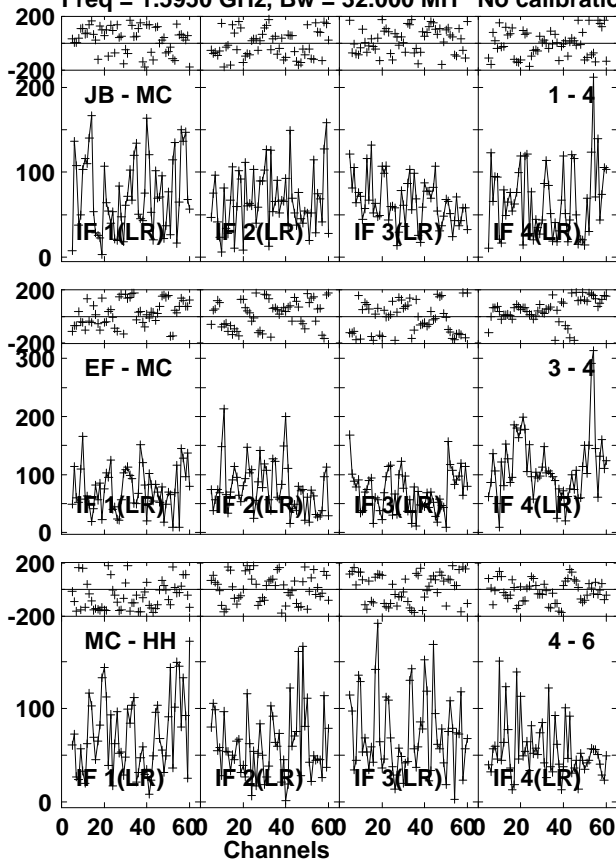 Freq = 1.5950 GHz, Bw = 32.000 MH No calibratio
200
-200
JB - MC
1 - 4
200
100
0
IF 1(LR) IF 2(LR) IF 3(LR) IF 4(LR)
200
-200
EF - MC
3 - 4
300
200
100
0
IF 1(LR) IF 2(LR) IF 3(LR) IF 4(LR)
200
-200
MC - HH
4 - 6
100
0
IF 1(LR) IF 2(LR) IF 3(LR) IF 4(LR)
0 20 40 600 20 40 600 20 40 600 20 40 60
Channels